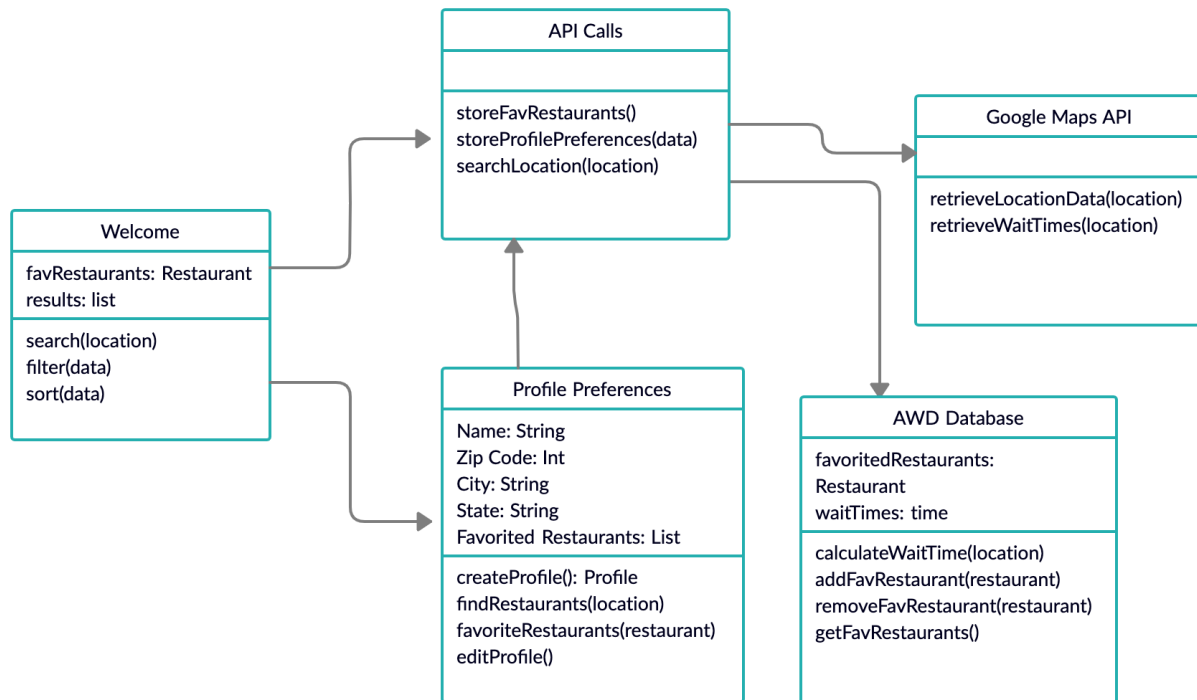 API Calls
storeFavRestaurants()
storeProfilePreferences(data)
searchLocation(location)
Google Maps API
retrieveLocationData(location)
retrieveWaitTimes(location)
Welcome
favRestaurants: Restaurant
results: list
search(location)
filter(data)
sort(data)
Profile Preferences
Name: String
Zip Code: Int
City: String
State: String
Favorited Restaurants: List
createProfile(): Profile
findRestaurants(location)
favoriteRestaurants(restaurant)
editProfile()
AWD Database
favoritedRestaurants:
Restaurant
waitTimes: time
calculateWaitTime(location)
addFavRestaurant(restaurant)
removeFavRestaurant(restaurant)
getFavRestaurants()